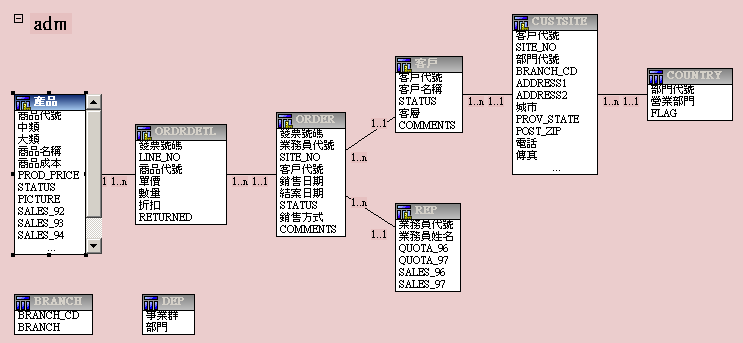 adm
產品
商品代號
中類
大類
商品名稱
商品成本
PROD_PRICE
STATUS
PICTURE
SALES_92
SALES_93
SALES_94
...
1..1
1..n
ORDRDETL
發票號碼
LINE_NO
商品代號
單價
數量
折扣
RETURNED
1..n
1..1
ORDER
發票號碼
業務員代號
SITE_NO
客戶代號
銷售日期
結案日期
STATUS
銷售方式
COMMENTS
1..1
1..n
客戶
客戶代號
客戶名稱
STATUS
客層
COMMENTS
1..n
1..1
REP
業務員代號
業務員姓名
QUOTA_96
QUOTA_97
SALES_96
SALES_97
1..n
1..1
CUSTSITE
客戶代號
SITE_NO
部門代號
BRANCH_CD
ADDRESS1
ADDRESS2
城市
PROV_STATE
POST_ZIP
電話
傳真
...
1..n
1..1
COUNTRY
部門代號
營業部門
FLAG
BRANCH
BRANCH_CD
BRANCH
DEP
事業群
部門